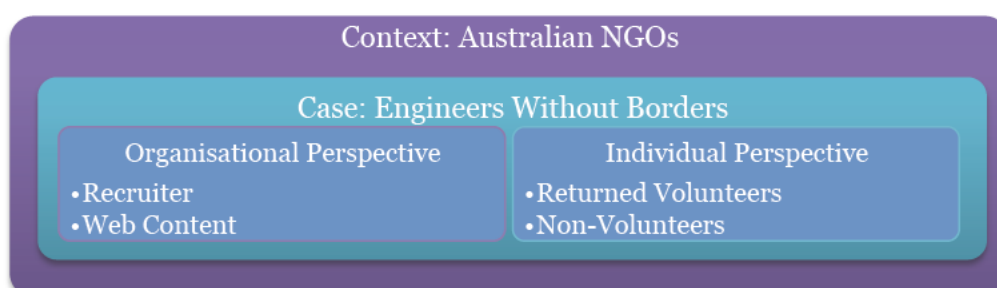 Context: Australian NGOs
Case: Engineers Without Borders
Organisational Perspective
•Recruiter
•Web Content
Individual Perspective
•Returned Volunteers
•Non-Volunteers